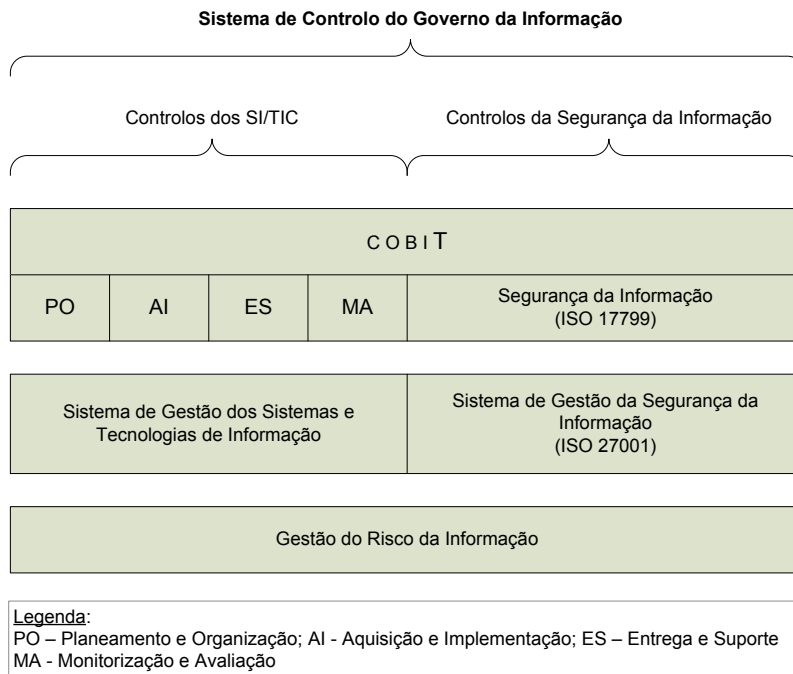 Sistema de Controlo do Governo da Informação
Controlos dos SI/TIC
Controlos da Segurança da Informação
C O B I T
PO
AI
ES
MA
Segurança da Informação
(ISO 17799)
Sistema de Gestão dos Sistemas e
Tecnologias de Informação
Sistema de Gestão da Segurança da
Informação
(ISO 27001)
Gestão do Risco da Informação
Legenda:
PO – Planeamento e Organização; AI - Aquisição e Implementação; ES – Entrega e Suporte
MA - Monitorização e Avaliação